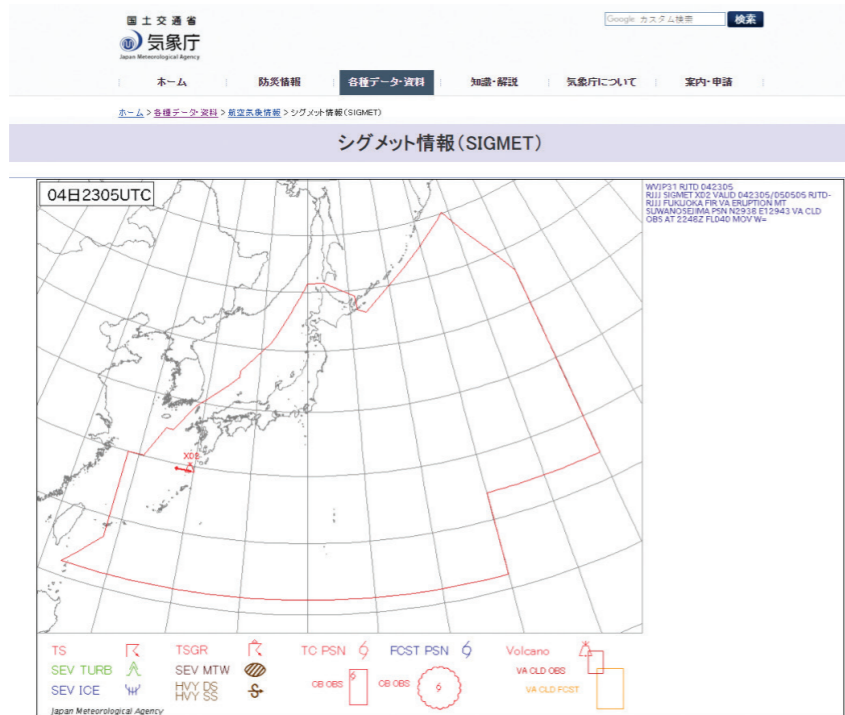 国土交通省
気象庁
Japan Meteorological Agency
Google カスタム検索 検索
ホーム 防災情報 各種データ・資料 知識・解説 気象庁について 案内・申請
ホーム > 各種データ・資料 > 航空気象情報 > シグメット情報(SIGMET)
シグメット情報(SIGMET)
04日2305UTC
WVJP31 RJTD 042305
RJJJ SIGMET X02 VALID 042305/050505 RJTD-
RJJJ FUKUOKA FIR VA ERUPTION MT
SUWANOSEJIMA PSN N2938 E12943 VA CLD
OBS AT 2248Z FL040 MOV W=
X02
TS TSGR TC PSN FCST PSN Volcano
SEV TURB SEV MTW CB OBS CB OBS VA CLD OBS
SEV ICE HVY DS VA CLD FCST
HVY SS
Japan Meteorological Agency